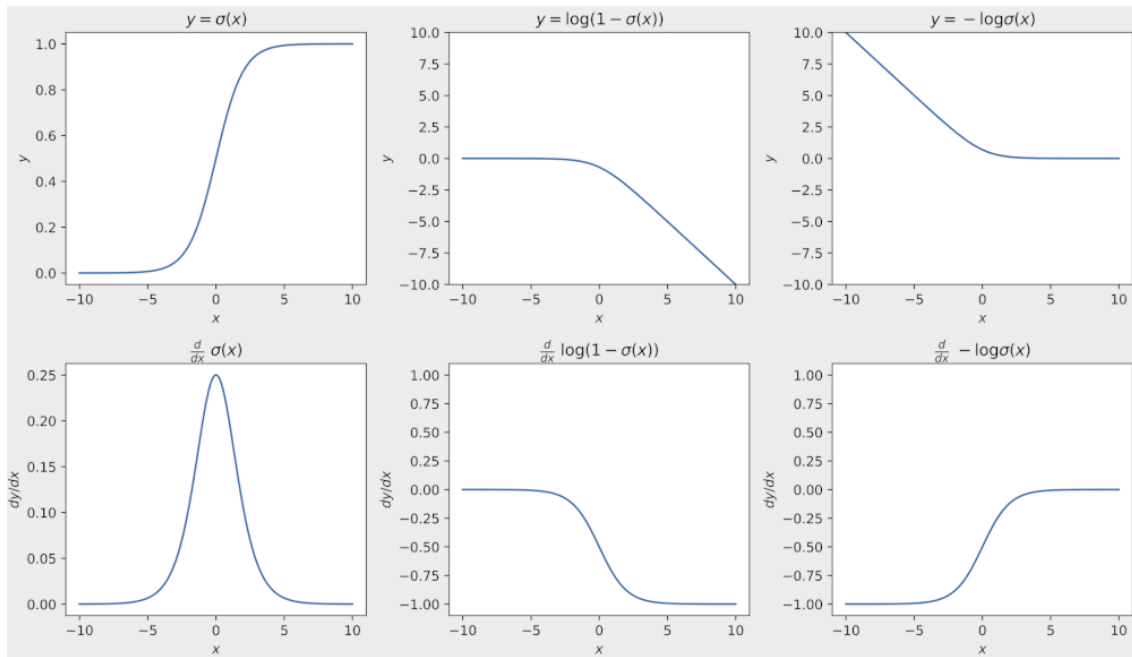 y = σ(x)
1.0
0.8
0.6
0.4
0.2
0.0
y
−10 −5 0 5 10
x
y = log(1 − σ(x))
10.0
7.5
5.0
2.5
0.0
−2.5
−5.0
−7.5
−10.0
y
−10 −5 0 5 10
x
y = − logσ(x)
10.0
7.5
5.0
2.5
0.0
−2.5
−5.0
−7.5
−10.0
y
−10 −5 0 5 10
x
d/dx σ(x)
0.25
0.20
0.15
0.10
0.05
0.00
dy/dx
−10 −5 0 5 10
x
d/dx log(1 − σ(x))
1.00
0.75
0.50
0.25
0.00
−0.25
−0.50
−0.75
−1.00
dy/dx
−10 −5 0 5 10
x
d/dx − logσ(x)
1.00
0.75
0.50
0.25
0.00
−0.25
−0.50
−0.75
−1.00
dy/dx
−10 −5 0 5 10
x